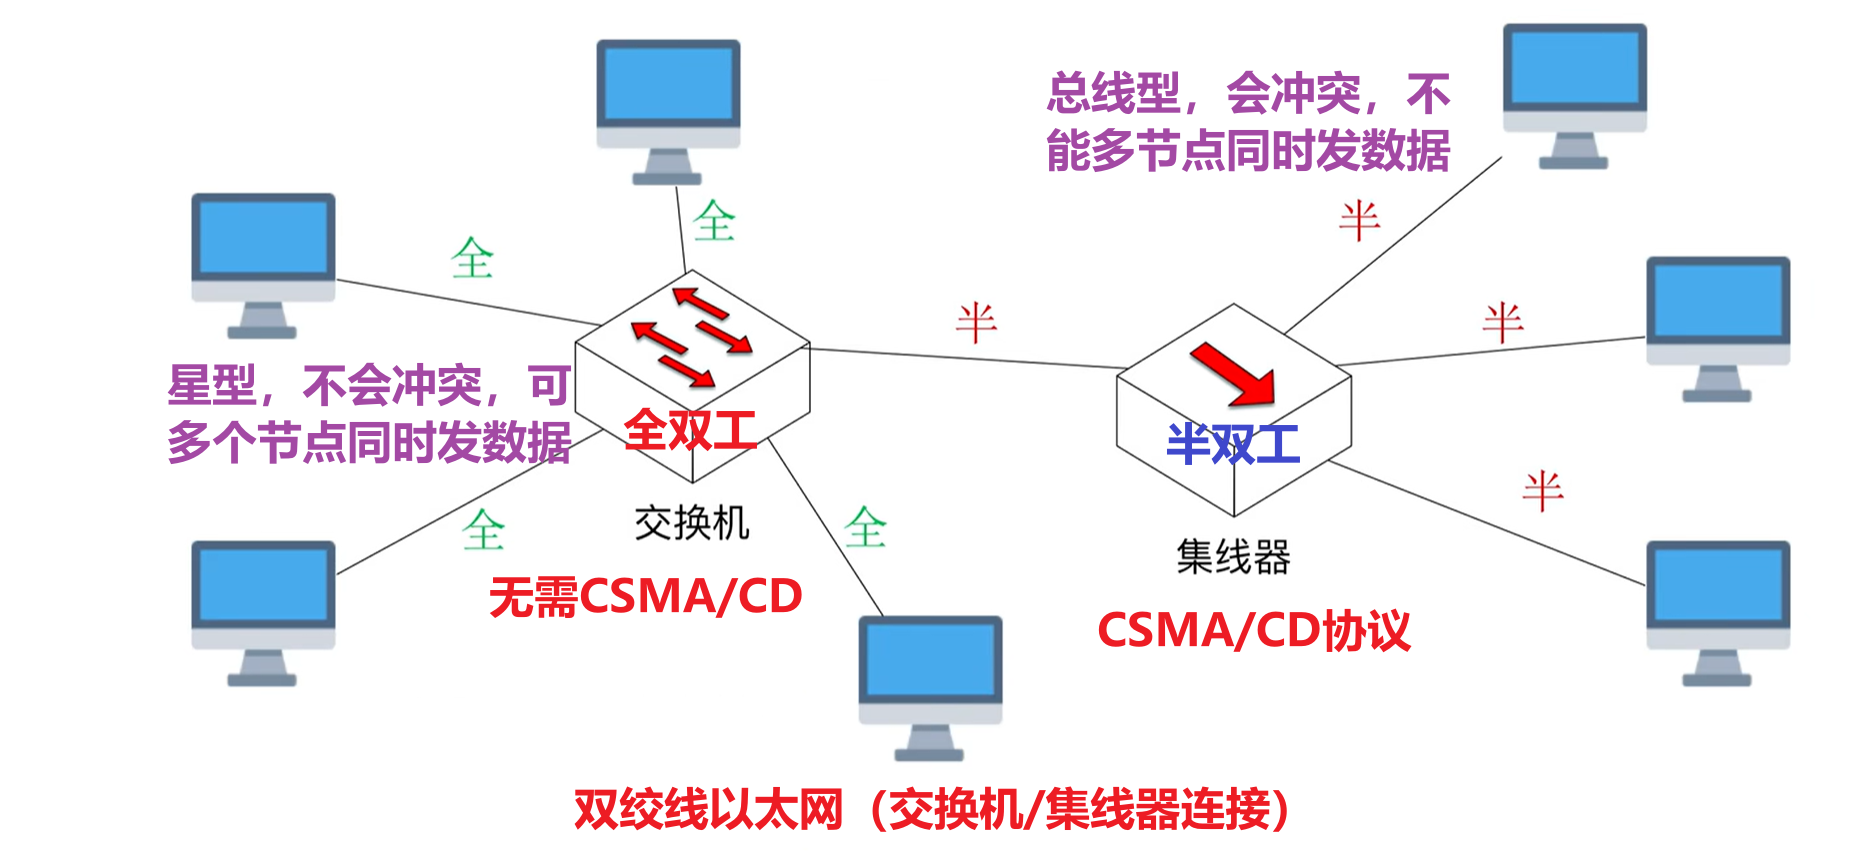 总线型，会冲突，不
能多节点同时发数据
全
半
全
半
半
星型，不会冲突，可
多个节点同时发数据
全双工
半双工
半
全
交换机
全
集线器
无需CSMA/CD
CSMA/CD协议
双绞线以太网（交换机/集线器连接）